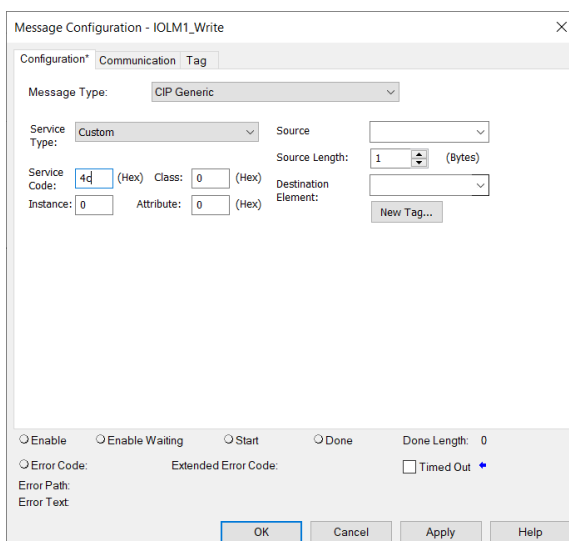 Message Configuration - IOLM1_Write
Configuration* Communication Tag
Message Type: CIP Generic
Service Type: Custom
Source
Source Length: 1 (Bytes)
Service Code: 4c (Hex) Class: 0 (Hex)
Destination Element:
Instance: 0 Attribute: 0 (Hex)
New Tag...
Enable Enable Waiting Start Done Done Length: 0
Error Code: Extended Error Code: Timed Out
Error Path:
Error Text:
OK Cancel Apply Help